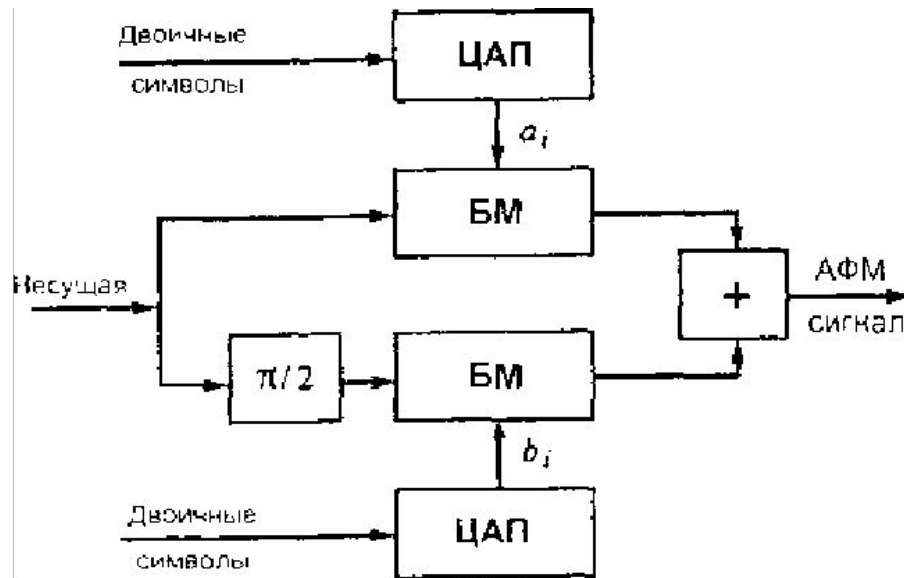 Двоичные
символы
ЦАП
a_i
БМ
Несущая
π/2
БМ
+
АФМ
сигнал
b_i
Двоичные
символы
ЦАП